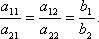 a₁₁/a₂₁ = a₁₂/a₂₂ = b₁/b₂.